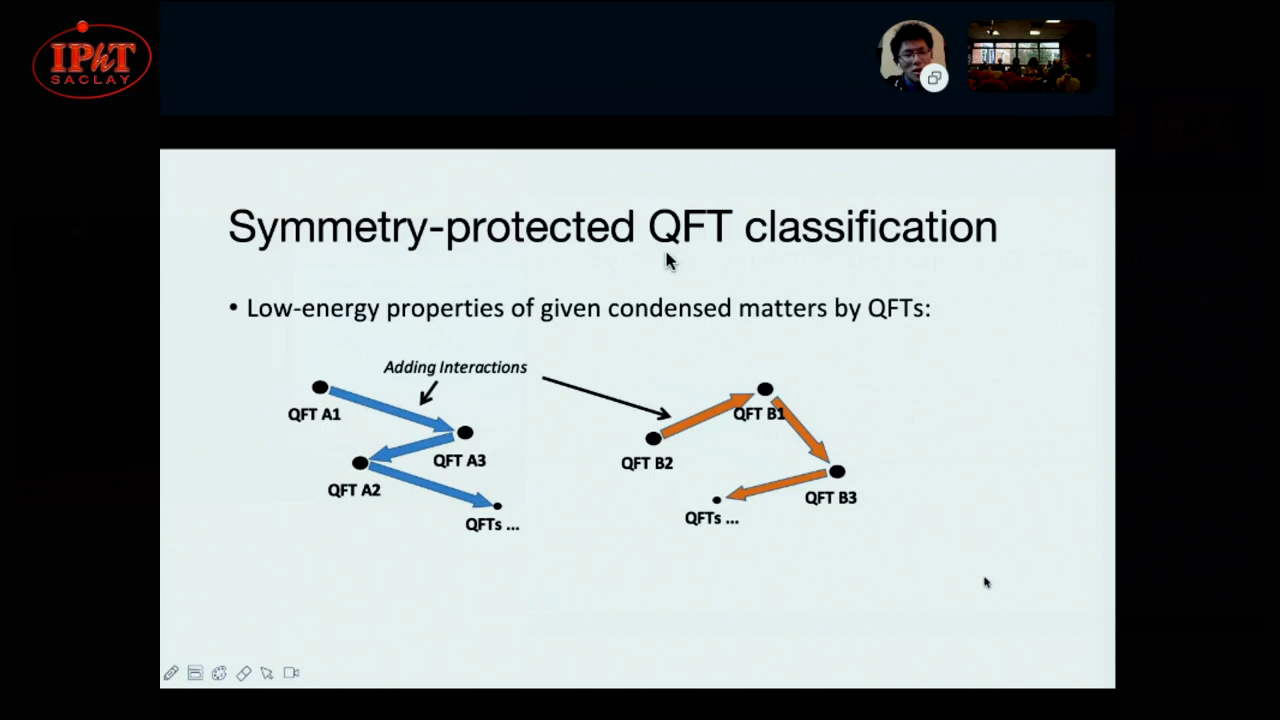 IPhT
SACLAY
Symmetry-protected QFT classification
• Low-energy properties of given condensed matters by QFTs:
Adding Interactions
QFT A1
QFT B1
QFT A3
QFT B2
QFT A2
QFT B3
QFTs ...
QFTs ...